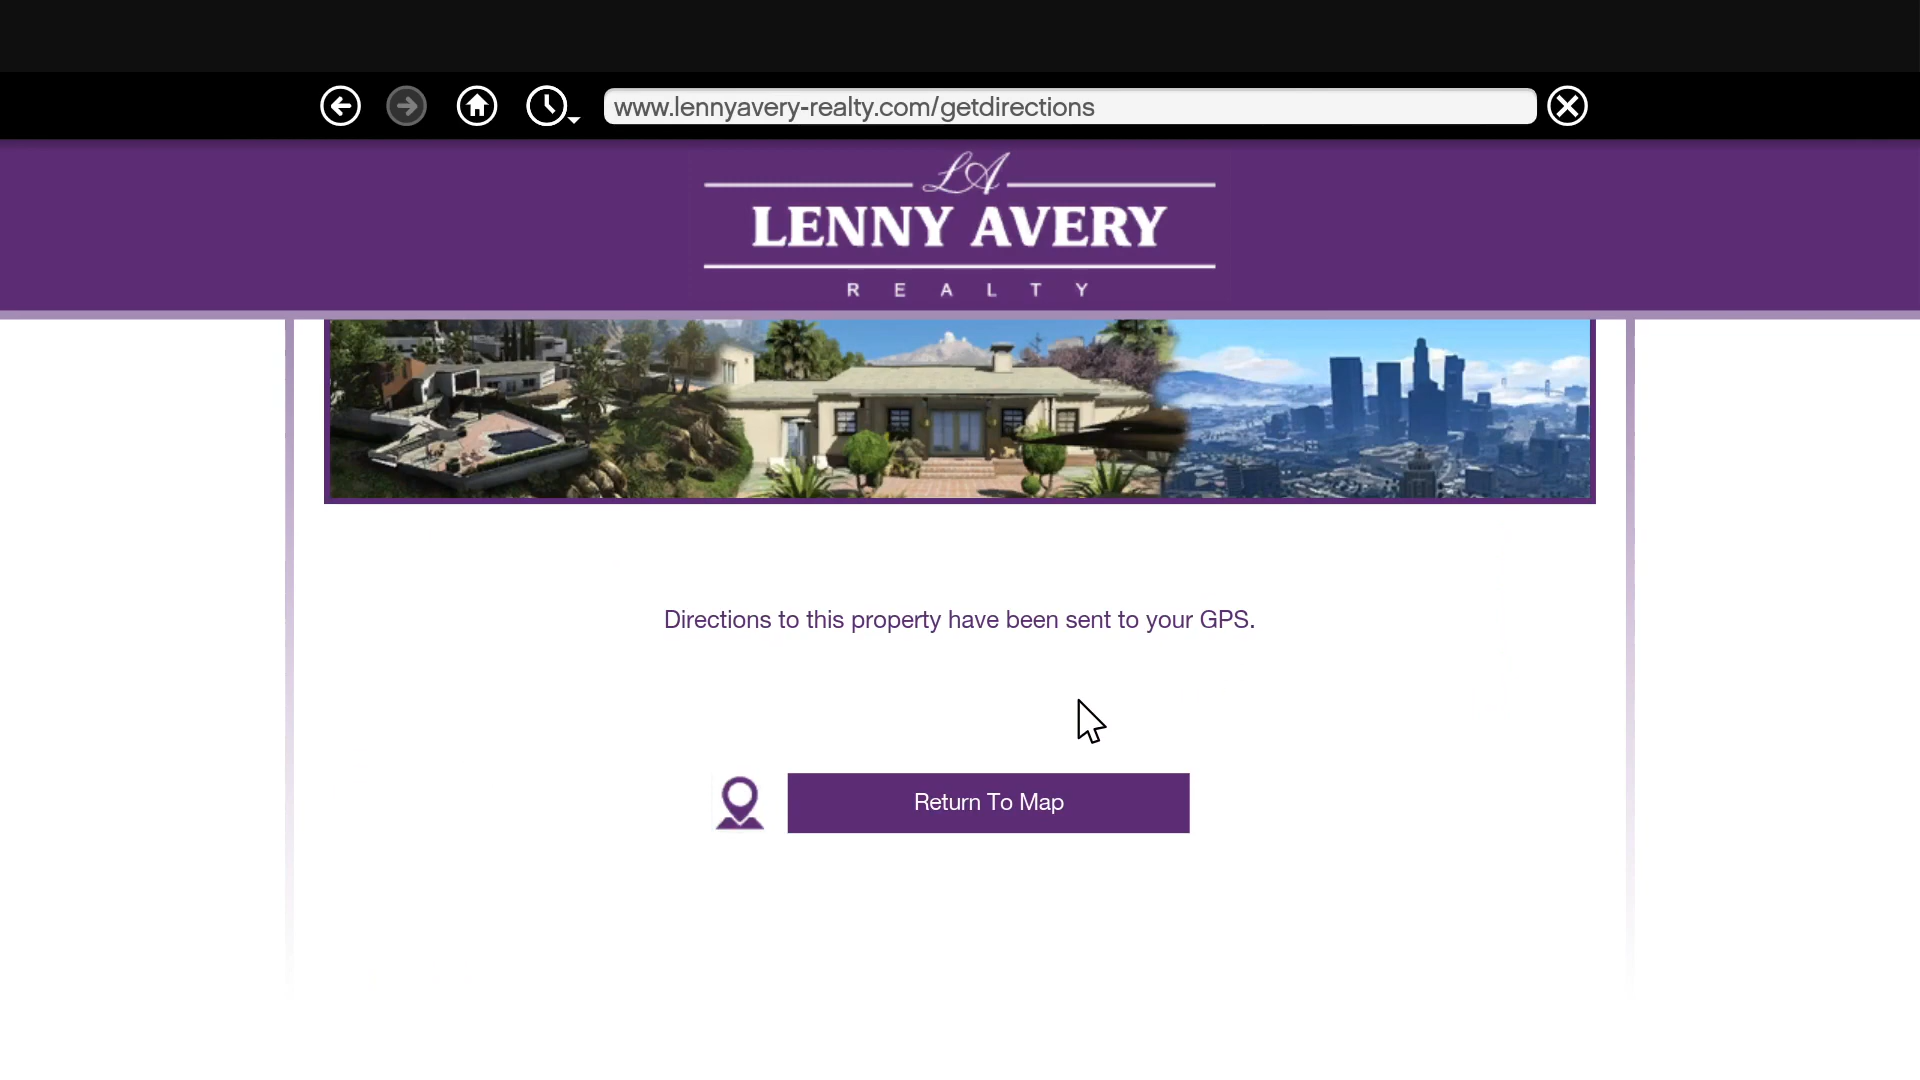 www.lennyavery-realty.com/getdirections
LA
LENNY AVERY
REALTY
Directions to this property have been sent to your GPS.
Return To Map